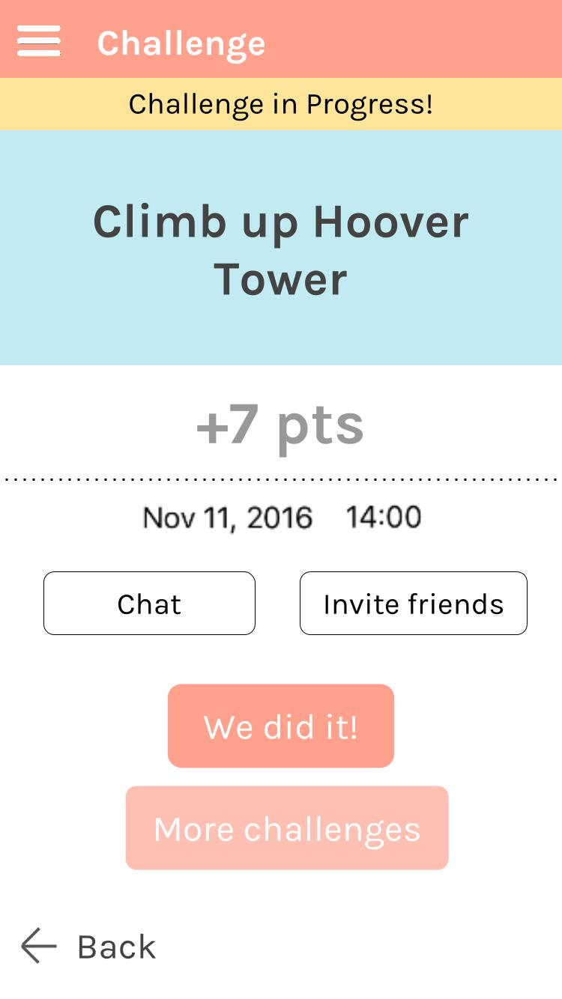 Challenge
Challenge in Progress!
Climb up Hoover
Tower
+7 pts
Nov 11, 2016 14:00
Chat
Invite friends
We did it!
More challenges
Back